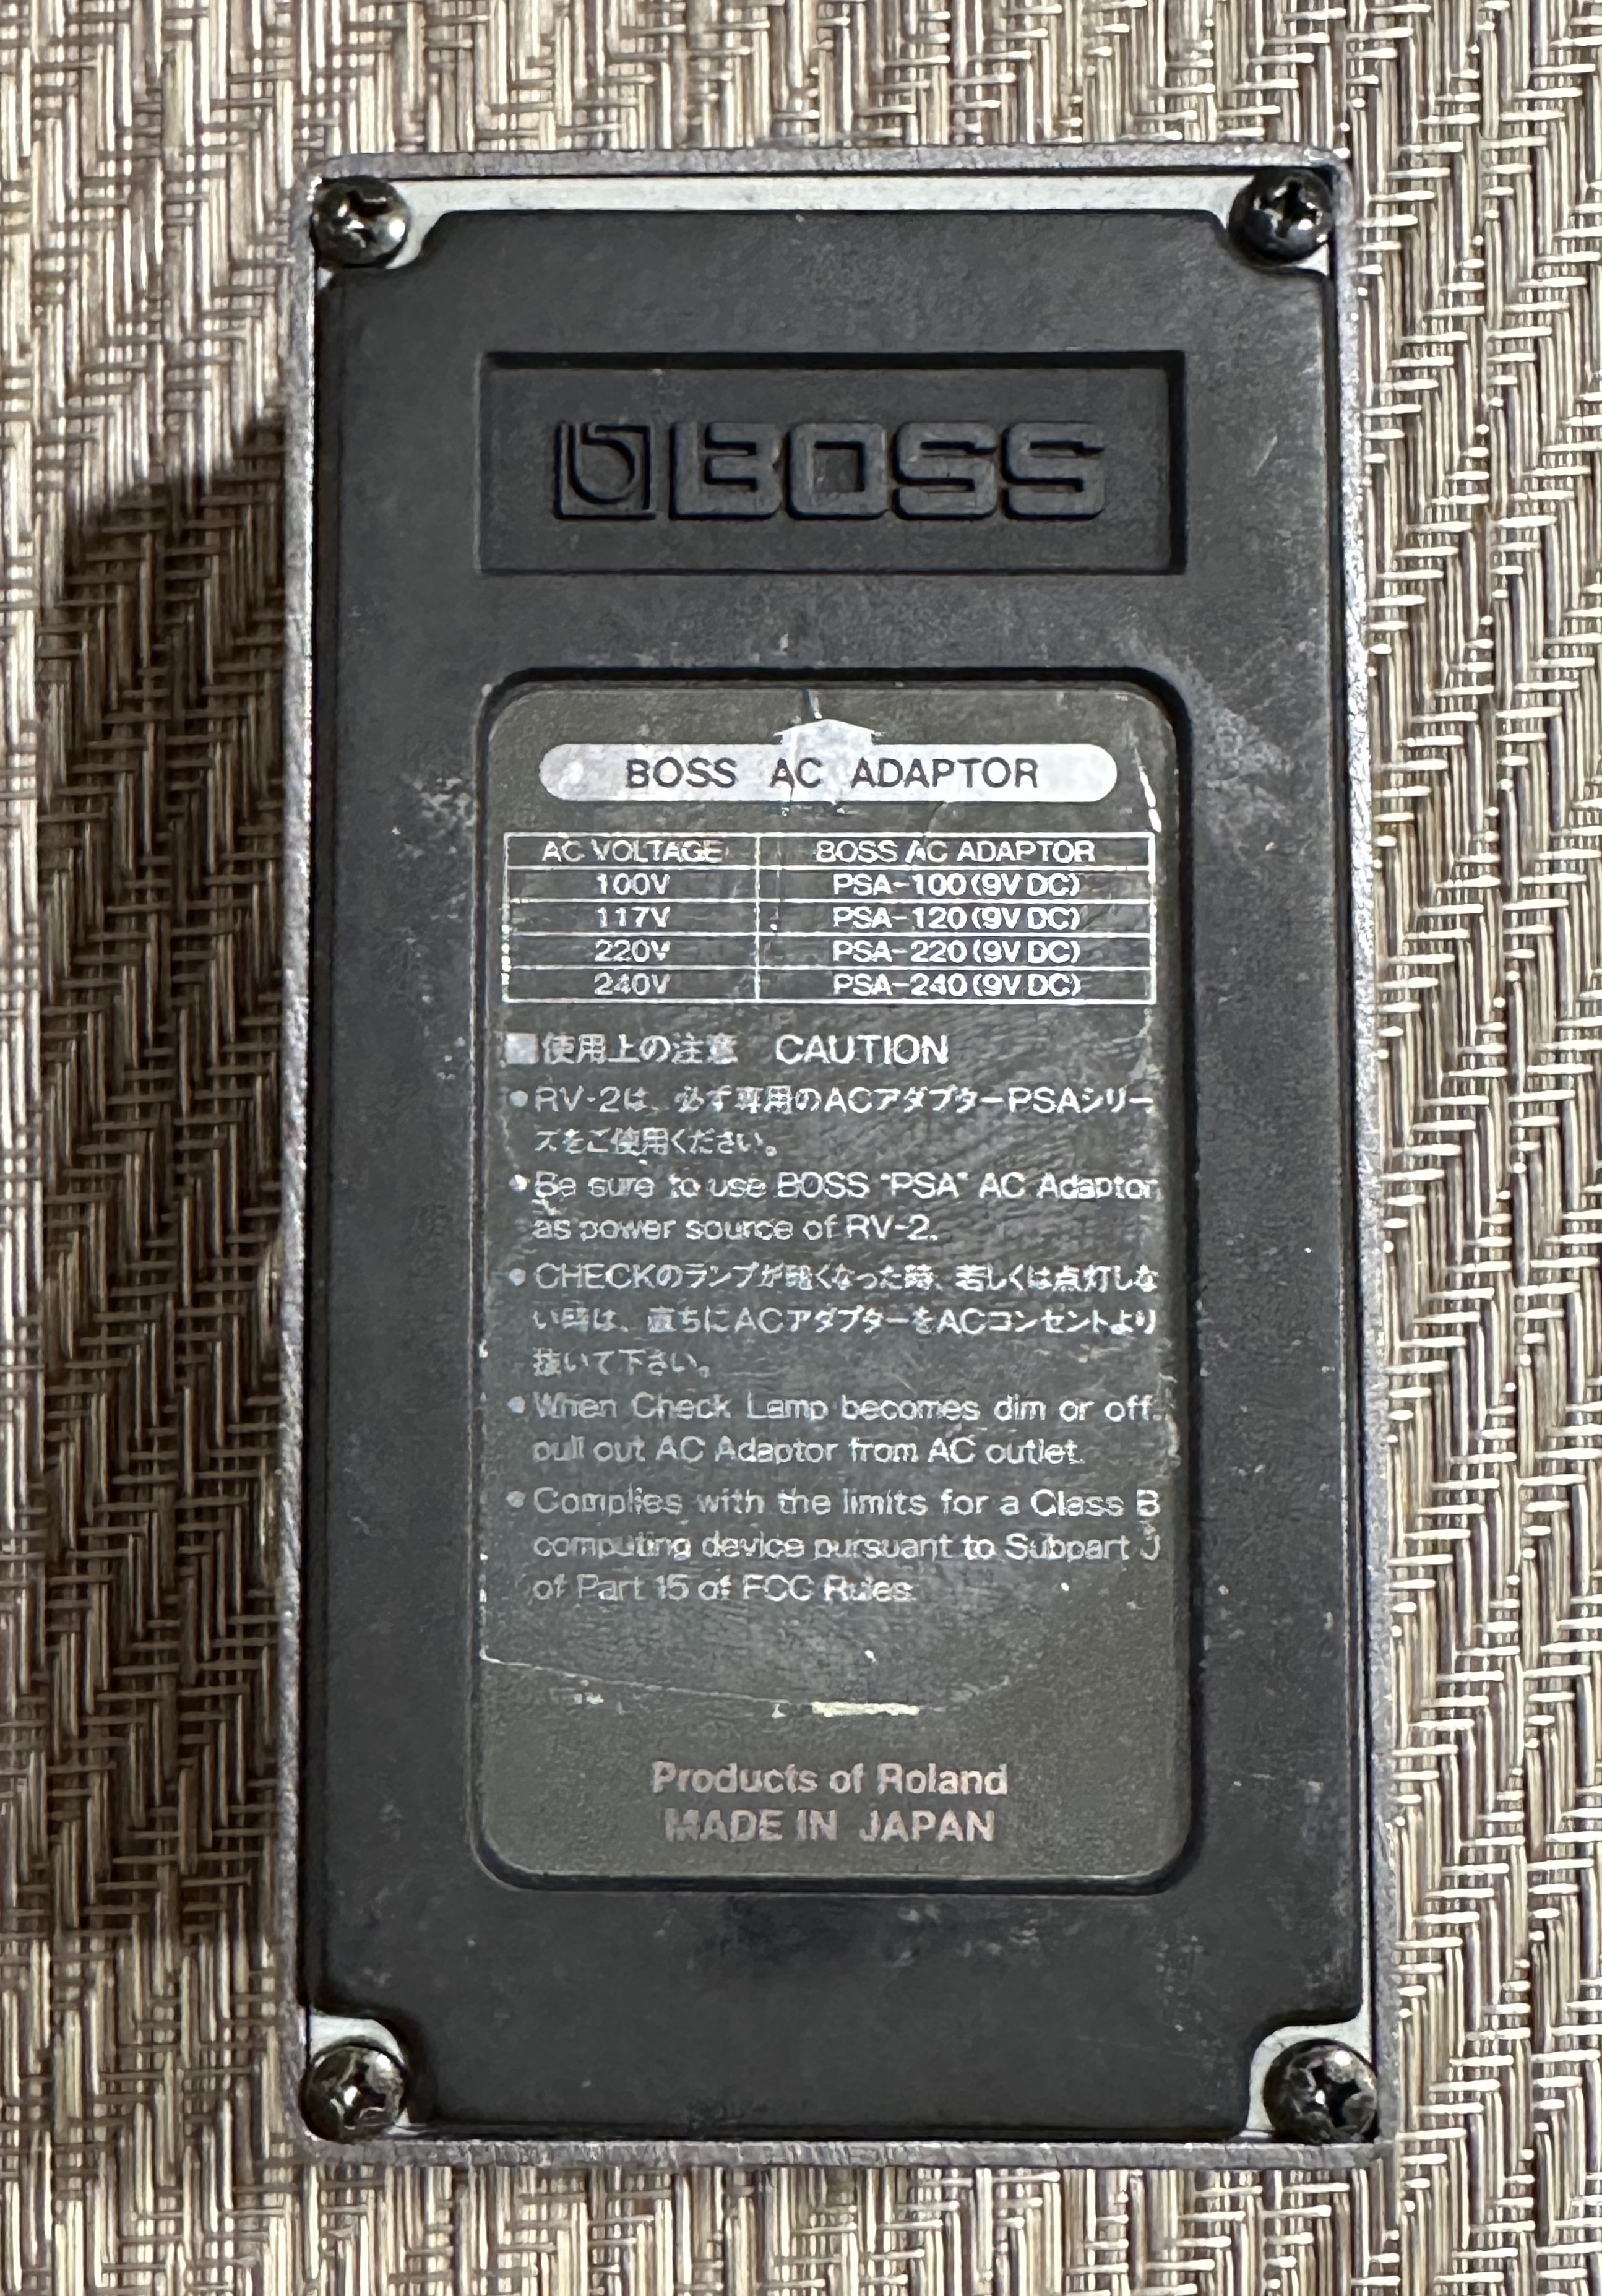 BOSS
BOSS AC ADAPTOR
AC VOLTAGE BOSS AC ADAPTOR
100V PSA-100(9V DC)
117V PSA-120(9V DC)
220V PSA-220(9V DC)
240V PSA-240(9V DC)
■使用上の注意 CAUTION
●RV-2は、必ず専用のACアダプターPSAシリー
ズをご使用ください。
●Be sure to use BOSS "PSA" AC Adaptor
as power source of RV-2.
●CHECKのランプが暗くなった時、若しくは点灯しな
い時は、直ちにACアダプターをACコンセントより
抜いて下さい。
●When Check Lamp becomes dim or off,
pull out AC Adaptor from AC outlet.
●Complies with the limits for a Class B
computing device pursuant to Subpart J
of Part 15 of FCC Rules.
Products of Roland
MADE IN JAPAN